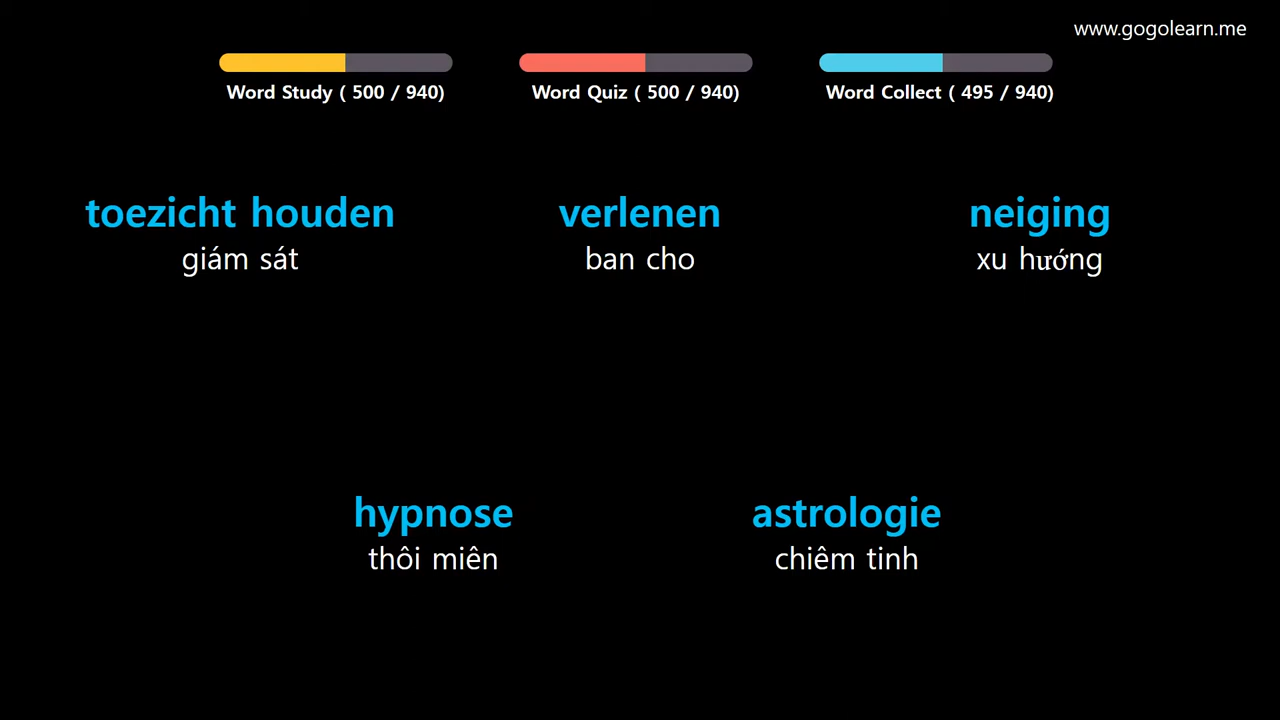 www.gogolearn.me
Word Study ( 500 / 940)
Word Quiz ( 500 / 940)
Word Collect ( 495 / 940)
toezicht houden
giám sát
verlenen
ban cho
neiging
xu hướng
hypnose
thôi miên
astrologie
chiêm tinh